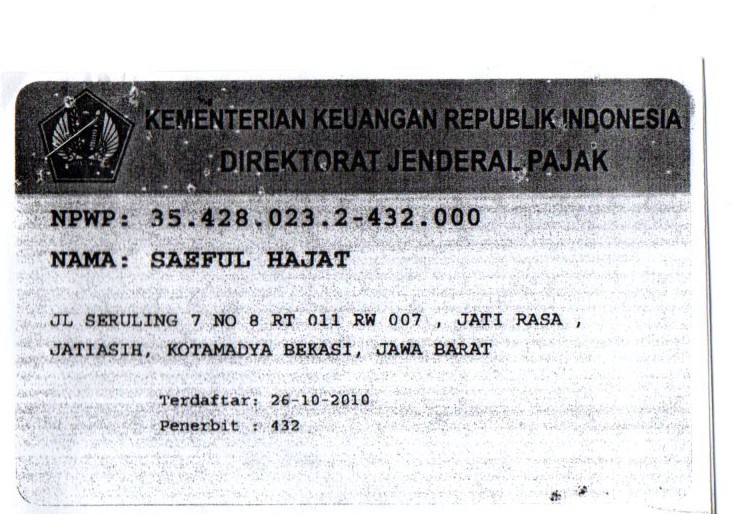 KEMENTERIAN KEUANGAN REPUBLIK INDONESIA
DIREKTORAT JENDERAL PAJAK
NPWP: 35.428.023.2-432.000
NAMA: SAEFUL HAJAT
JL SERULING 7 NO 8 RT 011 RW 007 , JATI RASA ,
JATIASIH, KOTAMADYA BEKASI, JAWA BARAT
Terdaftar: 26-10-2010
Penerbit : 432